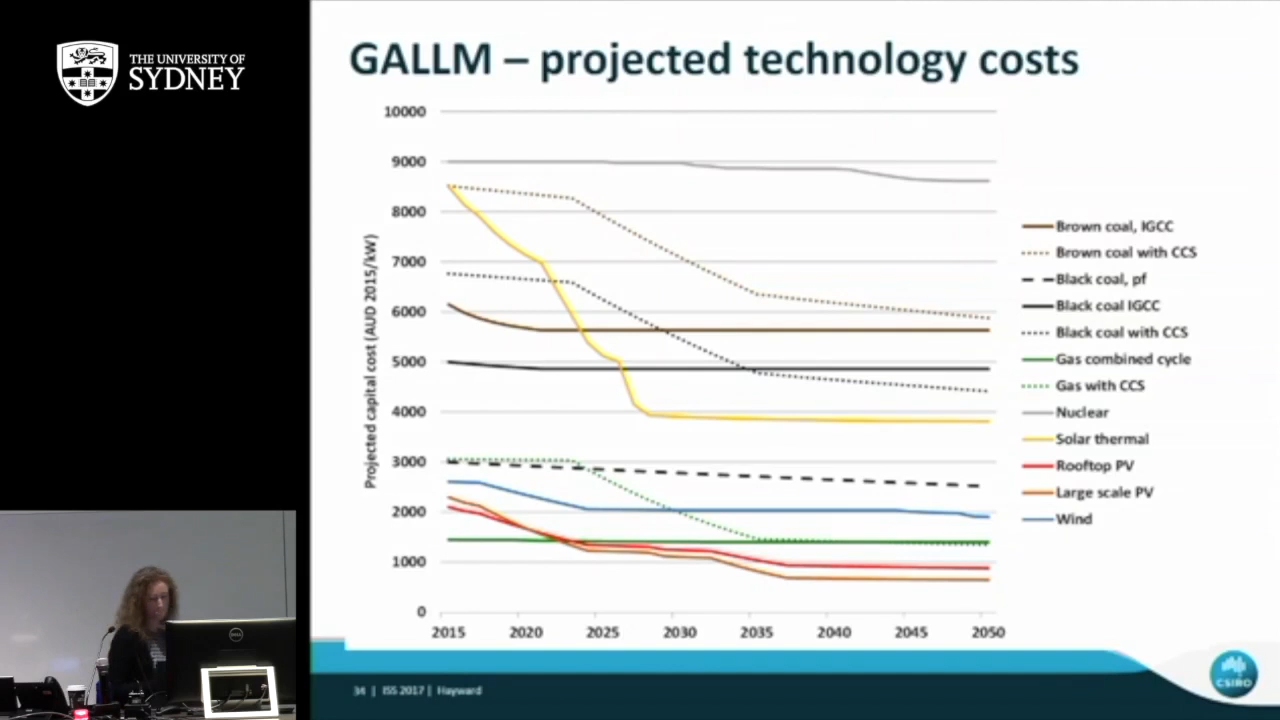 THE UNIVERSITY OF
SYDNEY
GALLM – projected technology costs
Projected capital cost (AUD 2015/kW)
10000
9000
8000
7000
6000
5000
4000
3000
2000
1000
0
2015 2020 2025 2030 2035 2040 2045 2050
Brown coal, IGCC
Brown coal with CCS
Black coal, pf
Black coal IGCC
Black coal with CCS
Gas combined cycle
Gas with CCS
Nuclear
Solar thermal
Rooftop PV
Large scale PV
Wind
34 | ISS 2017 | Hayward
CSIRO
DELL